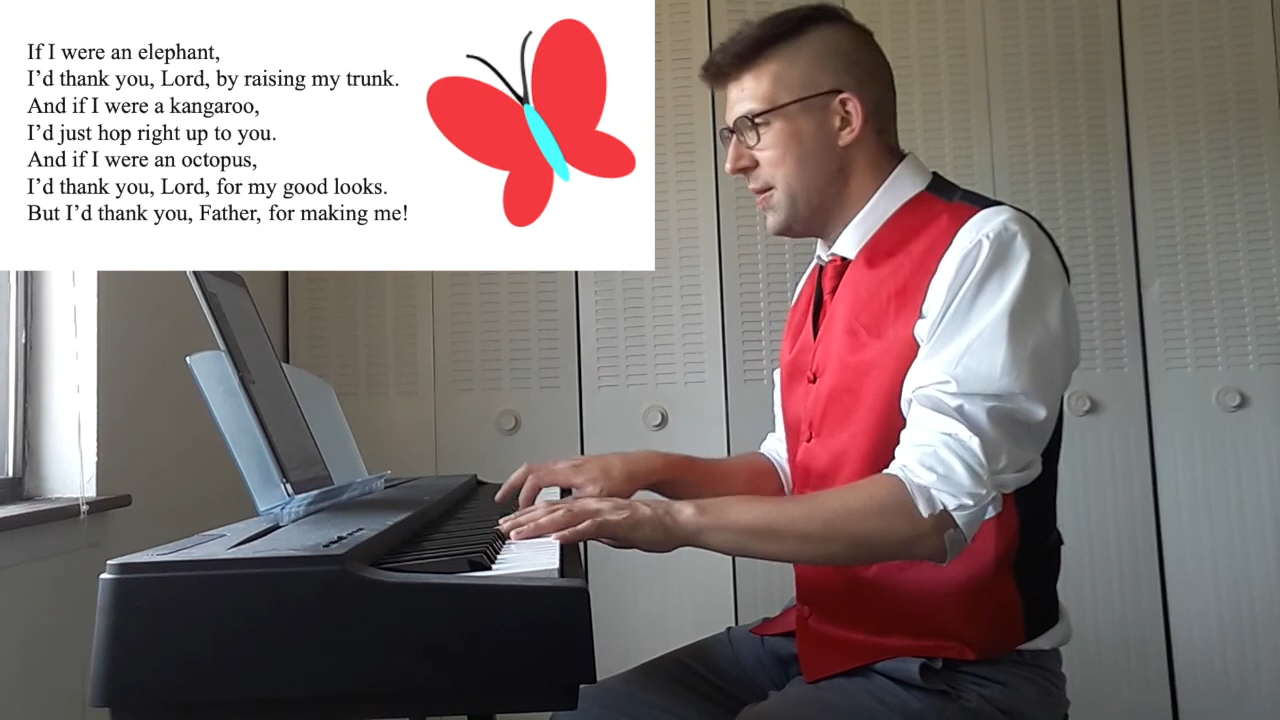 If I were an elephant,
I'd thank you, Lord, by raising my trunk.
And if I were a kangaroo,
I'd just hop right up to you.
And if I were an octopus,
I'd thank you, Lord, for my good looks.
But I'd thank you, Father, for making me!